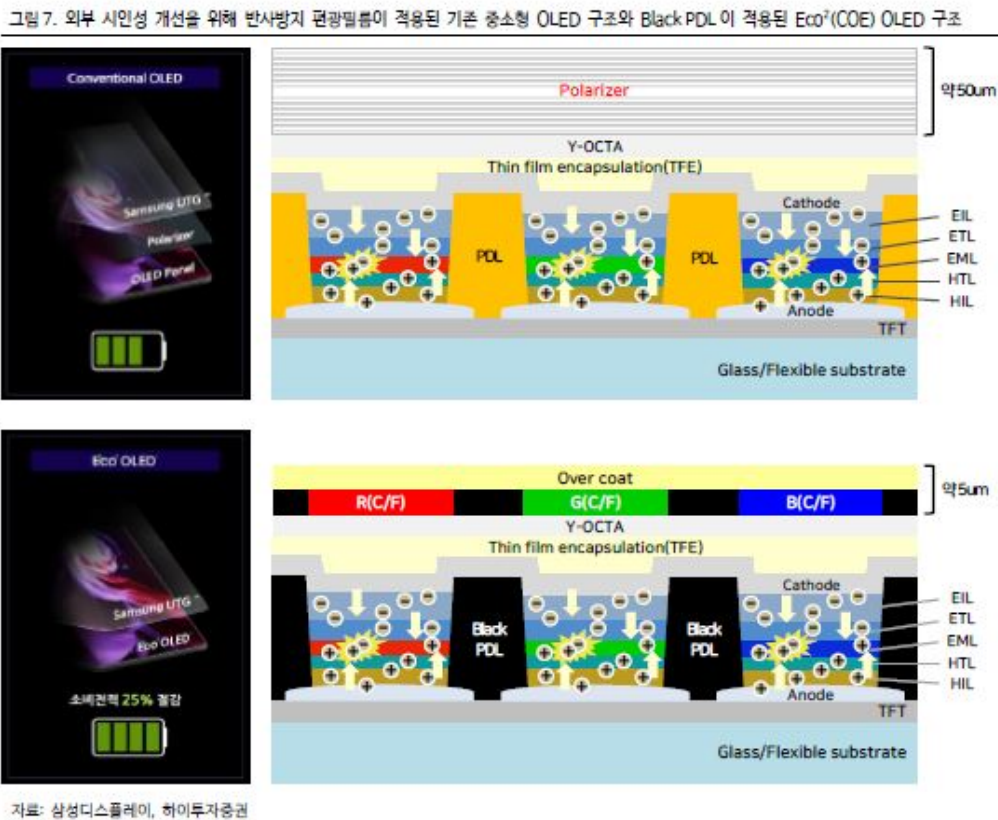 그림 7. 외부 시인성 개선을 위해 반사방지 편광필름이 적용된 기존 중소형 OLED 구조와 Black PDL 이 적용된 Eco²(COE) OLED 구조
Conventional OLED
Samsung UTG™
Polarizer
OLED Panel
Polarizer
약50um
Y-OCTA
Thin film encapsulation(TFE)
Cathode
PDL
PDL
EIL
ETL
EML
HTL
HIL
Anode
TFT
Glass/Flexible substrate
Eco² OLED
Samsung UTG™
Eco² OLED
소비전력 25% 절감
Over coat
R(C/F)
G(C/F)
B(C/F)
약5um
Y-OCTA
Thin film encapsulation(TFE)
Cathode
Black
PDL
Black
PDL
EIL
ETL
EML
HTL
HIL
Anode
TFT
Glass/Flexible substrate
자료: 삼성디스플레이, 하이투자증권